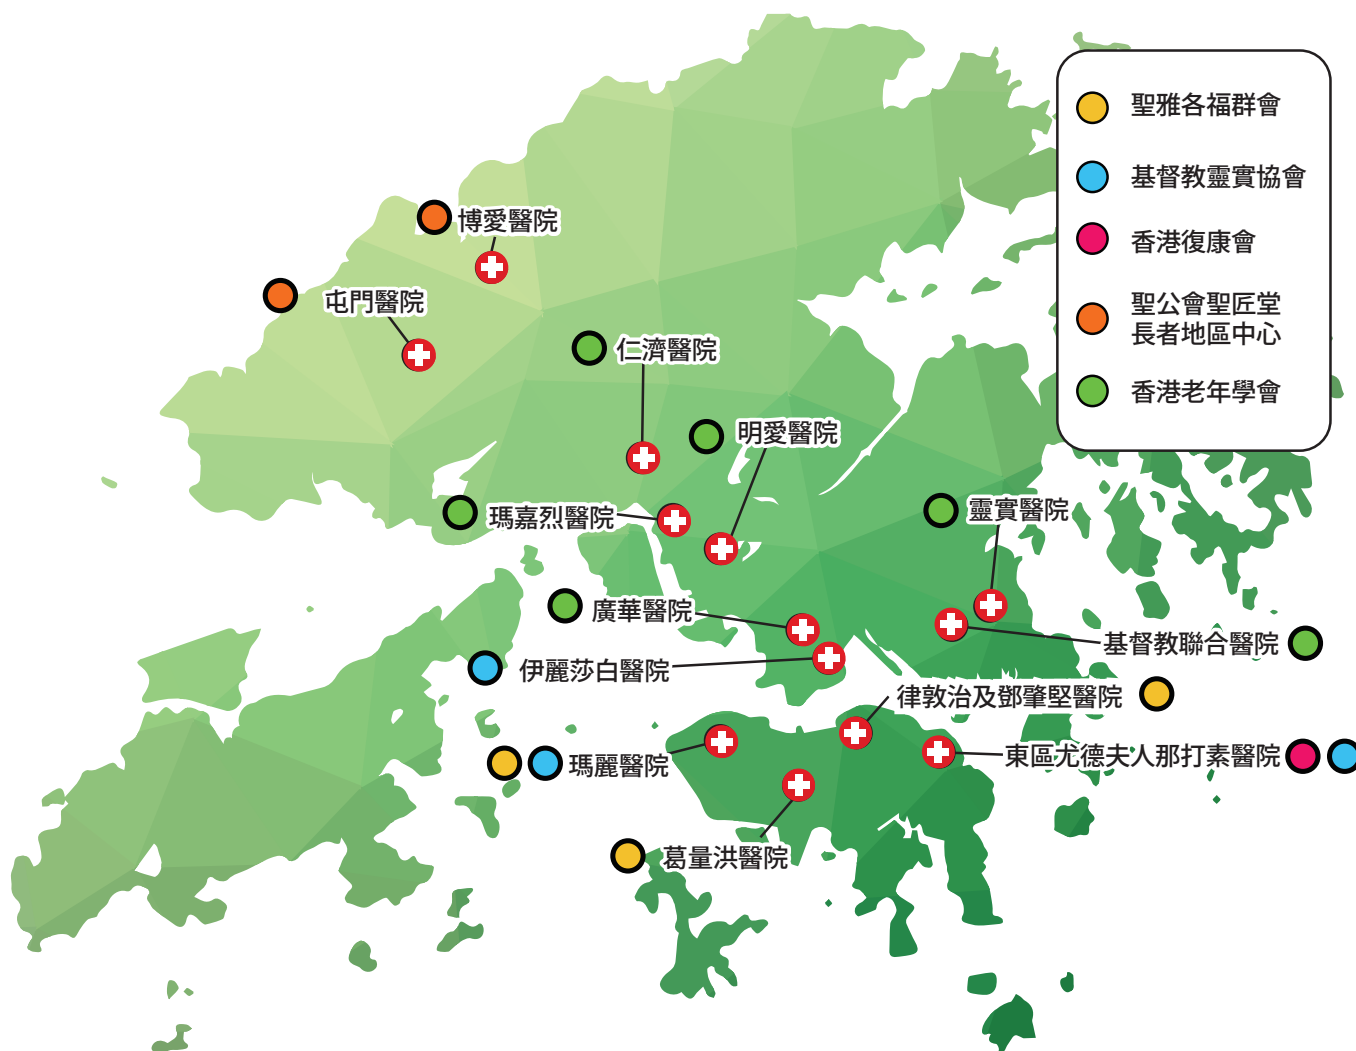 聖雅各福群會
基督教靈實協會
香港復康會
聖公會聖匠堂
長者地區中心
香港老年學會
博愛醫院
屯門醫院
仁濟醫院
明愛醫院
瑪嘉烈醫院
靈實醫院
廣華醫院
基督教聯合醫院
伊麗莎白醫院
律敦治及鄧肇堅醫院
瑪麗醫院
東區尤德夫人那打素醫院
葛量洪醫院